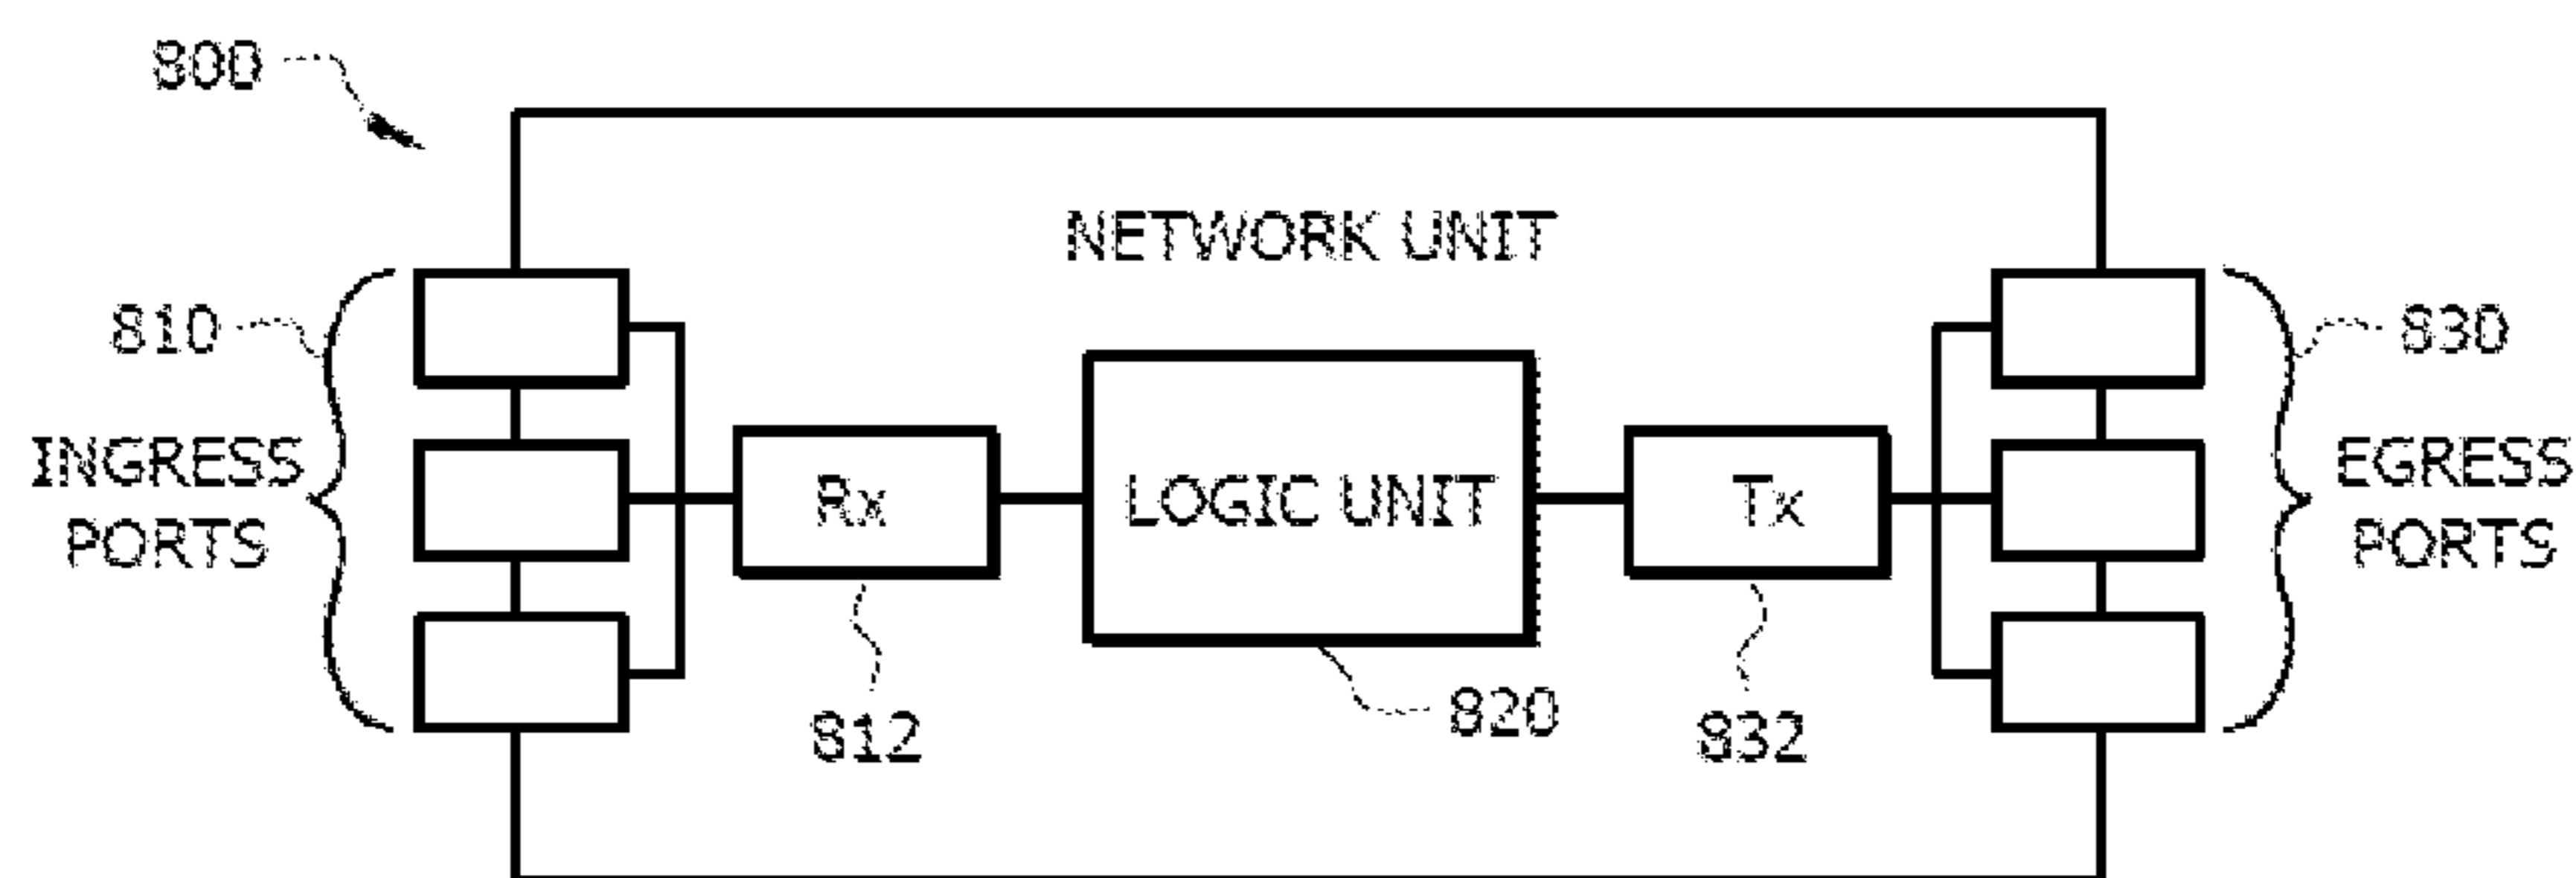 800
NETWORK UNIT
810
830
INGRESS
PORTS
Rx
LOGIC UNIT
Tx
EGRESS
PORTS
812
820
832